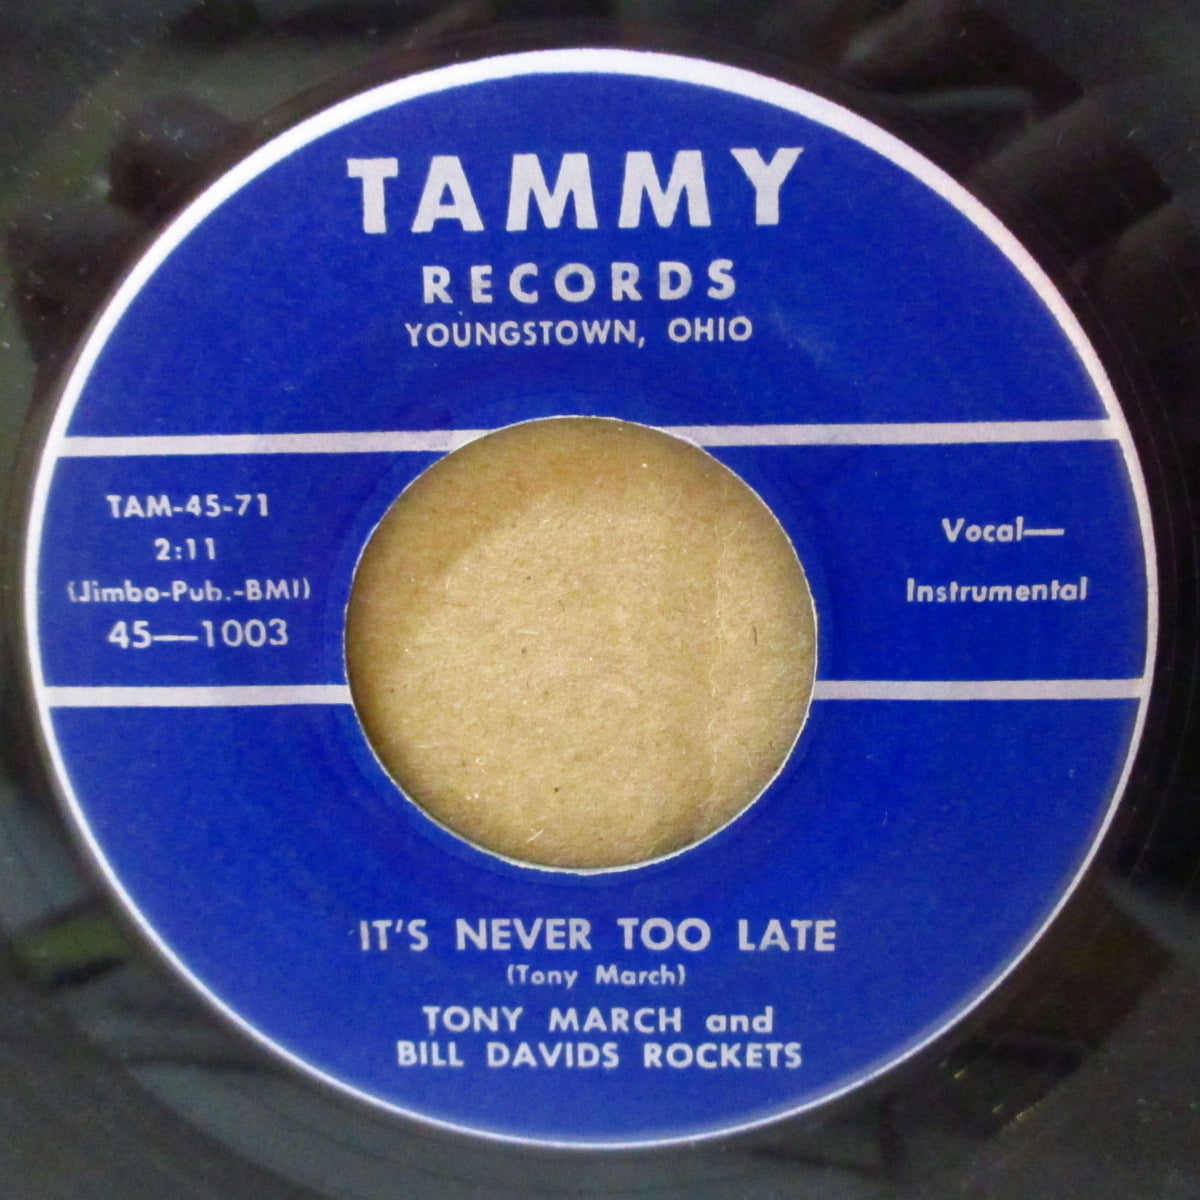 TAMMY
RECORDS
YOUNGSTOWN, OHIO
TAM-45-71
2:11
(Jimbo-Pub.-BMI)
45—1003
Vocal—
Instrumental
IT'S NEVER TOO LATE
(Tony March)
TONY MARCH and
BILL DAVIDS ROCKETS